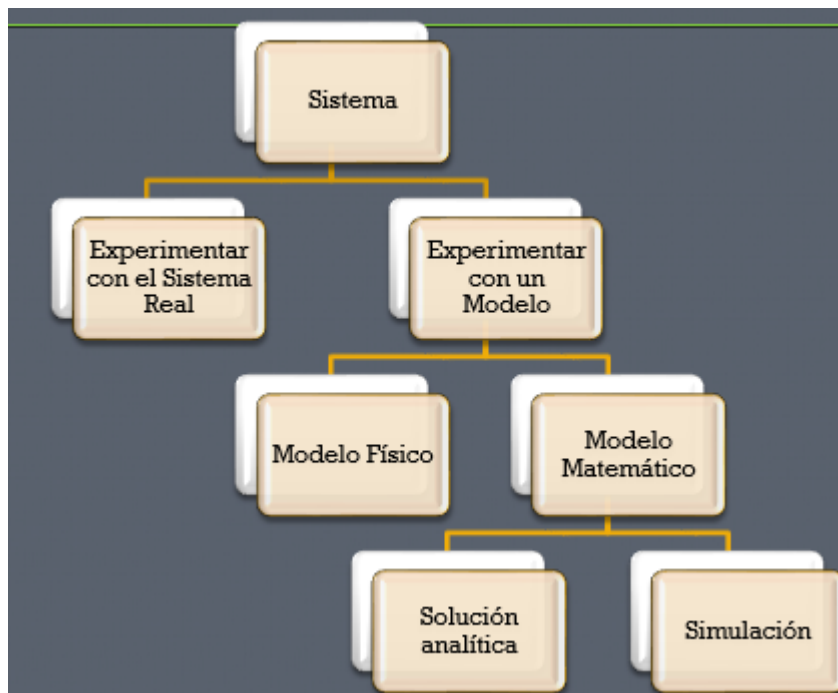 Sistema
Experimentar
con el Sistema
Real
Experimentar
con un
Modelo
Modelo Físico
Modelo
Matemático
Solución
analítica
Simulación